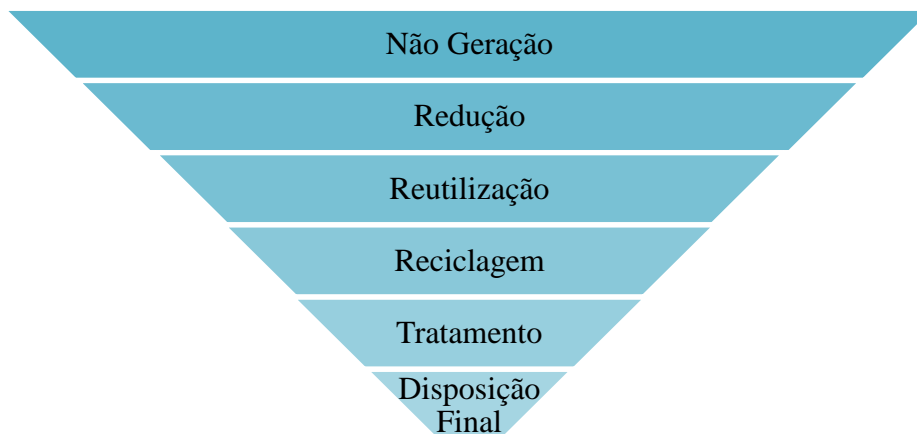 Não Geração
Redução
Reutilização
Reciclagem
Tratamento
Disposição
Final